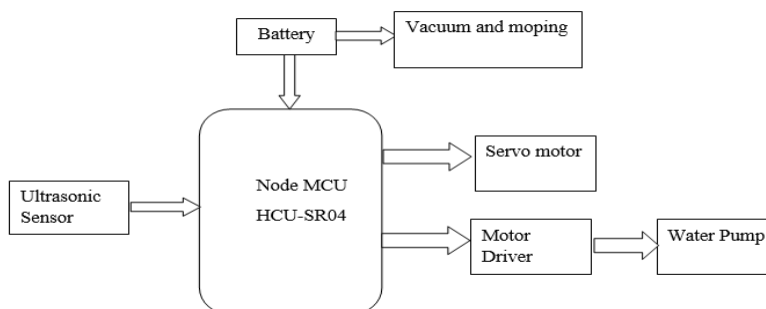 Battery
Vacuum and moping
Ultrasonic
Sensor
Node MCU
HCU-SR04
Servo motor
Motor
Driver
Water Pump